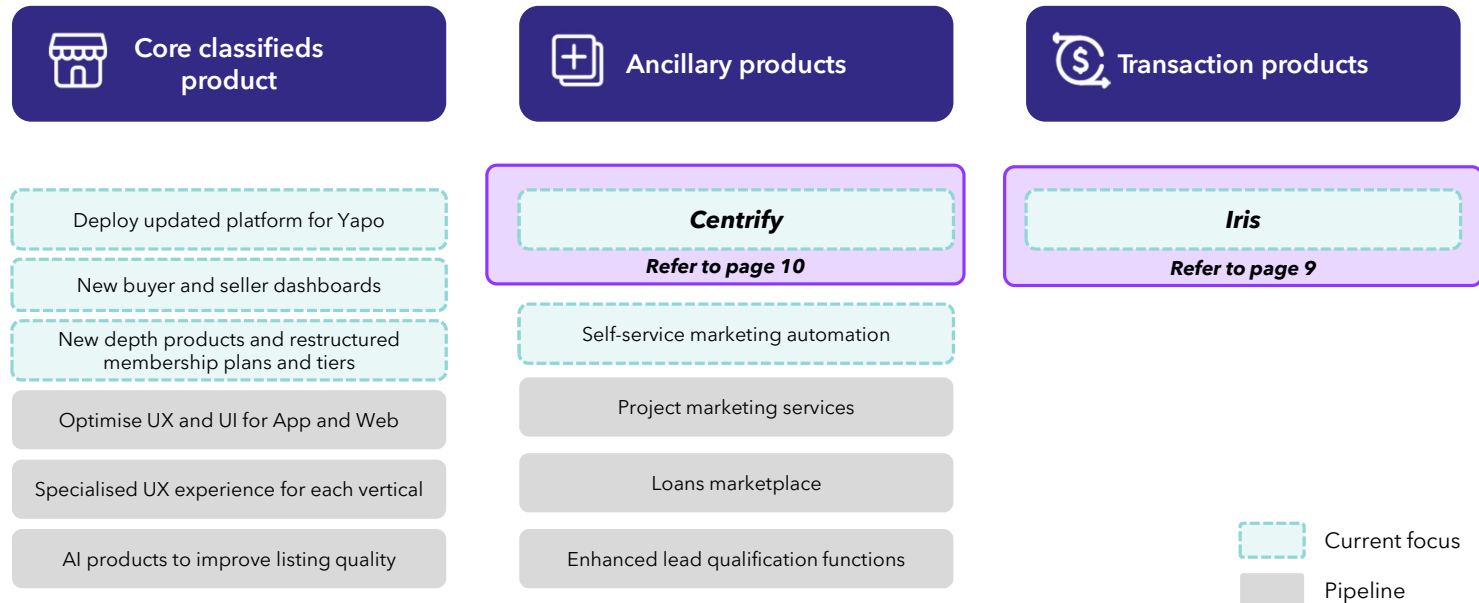 Core classifieds
product
Deploy updated platform for Yapo
New buyer and seller dashboards
New depth products and restructured
membership plans and tiers
Optimise UX and UI for App and Web
Specialised UX experience for each vertical
AI products to improve listing quality
Ancillary products
Centrify
Refer to page 10
Self-service marketing automation
Project marketing services
Loans marketplace
Enhanced lead qualification functions
Transaction products
Iris
Refer to page 9
Current focus
Pipeline